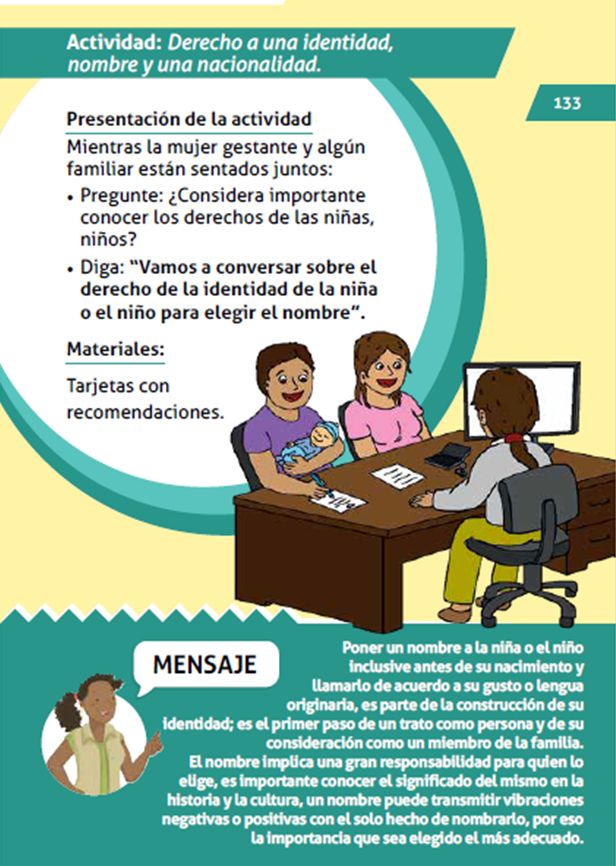 Actividad: Derecho a una identidad,
nombre y una nacionalidad.
133
Presentación de la actividad
Mientras la mujer gestante y algún
familiar están sentados juntos:
• Pregunte: ¿Considera importante
conocer los derechos de las niñas,
niños?
• Diga: “Vamos a conversar sobre el
derecho de la identidad de la niña
o el niño para elegir el nombre”.
Materiales:
Tarjetas con
recomendaciones.
MENSAJE
Poner un nombre a la niña o el niño
inclusive antes de su nacimiento y
llamarlo de acuerdo a su gusto o lengua
originaria, es parte de la construcción de su
identidad; es el primer paso de un trato como persona y de su
consideración como un miembro de la familia.
El nombre implica una gran responsabilidad para quien lo
elige, es importante conocer el significado del mismo en la
historia y la cultura, un nombre puede transmitir vibraciones
negativas o positivas con el solo hecho de nombrarlo, por eso
la importancia que sea elegido el más adecuado.